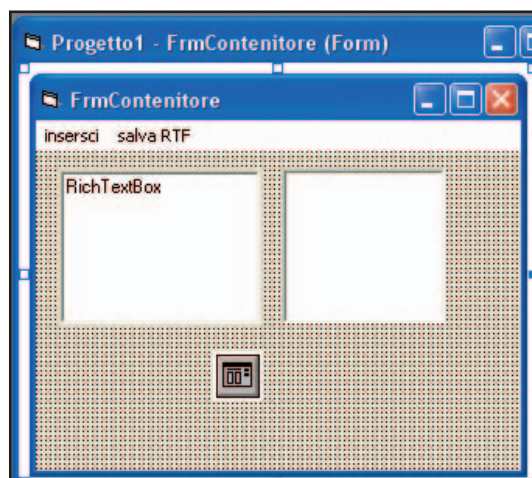 Progetto1 - FrmContenitore (Form)
FrmContenitore
insersci salva RTF
RichTextBox